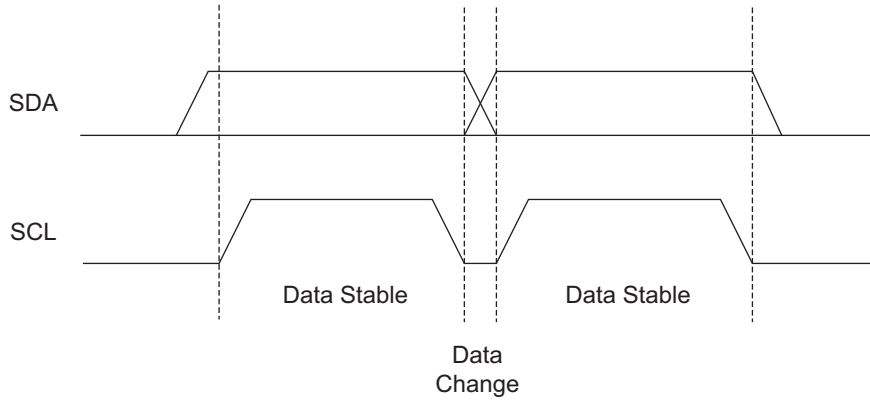 SDA
SCL
Data Stable
Data Stable
Data
Change